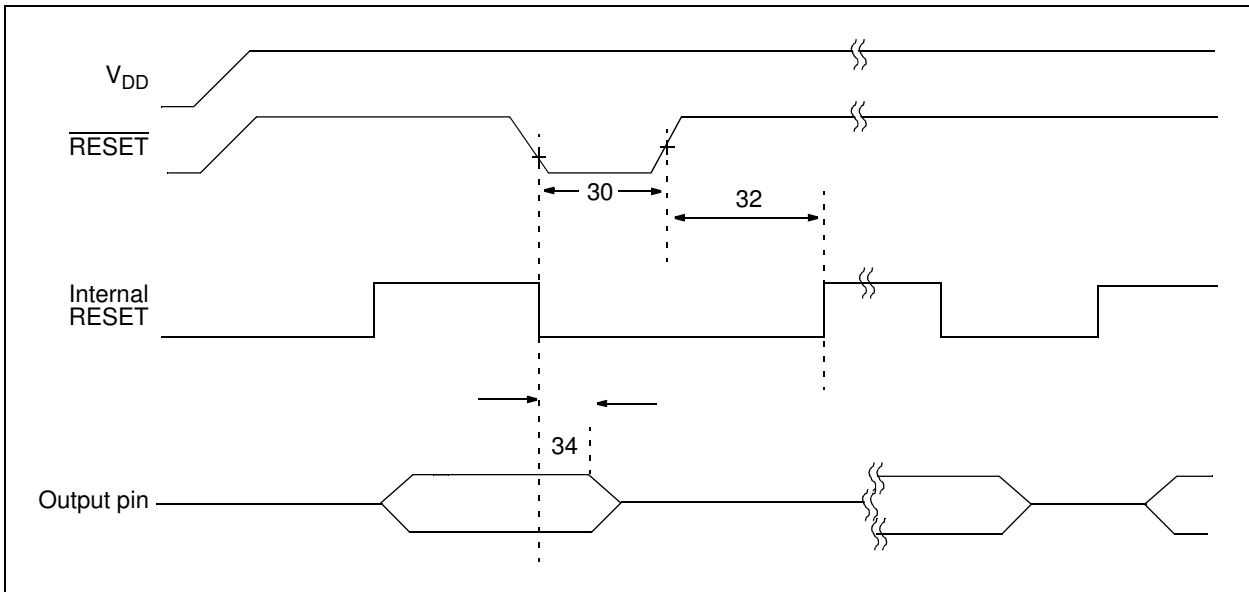 VDD
RESET
30
32
Internal
RESET
34
Output pin